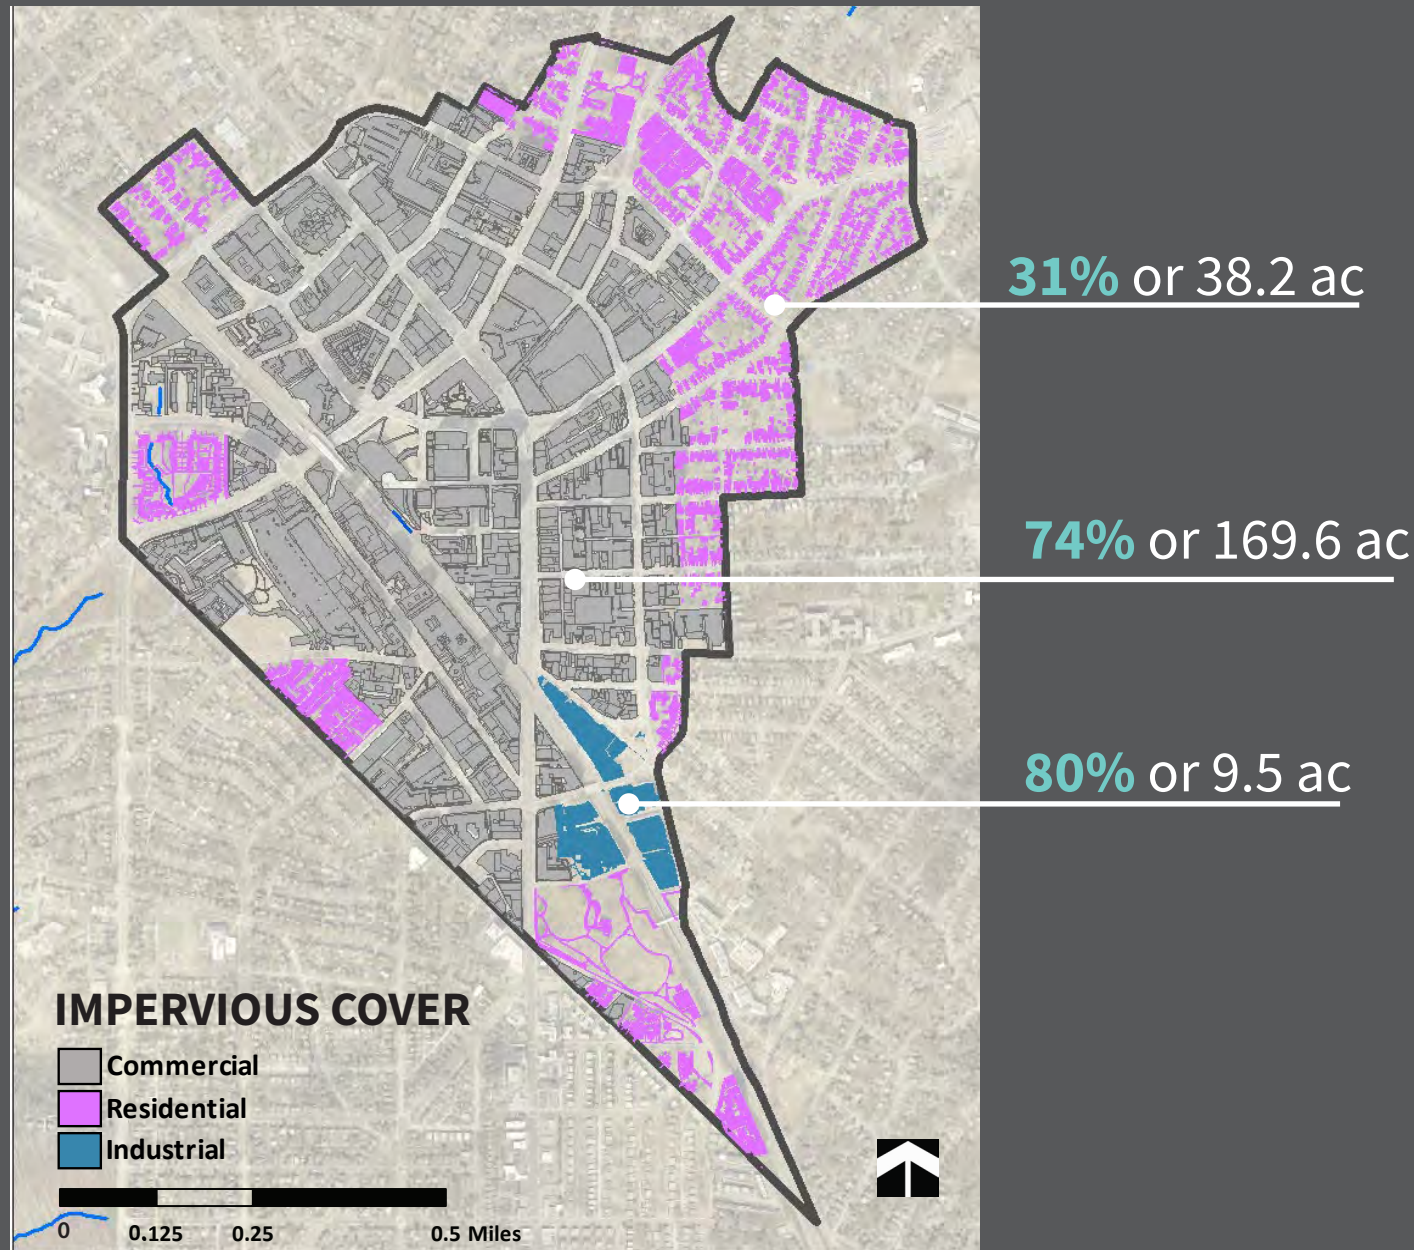 31% or 38.2 ac
74% or 169.6 ac
80% or 9.5 ac
IMPERVIOUS COVER
Commercial
Residential
Industrial
0 0.125 0.25 0.5 Miles